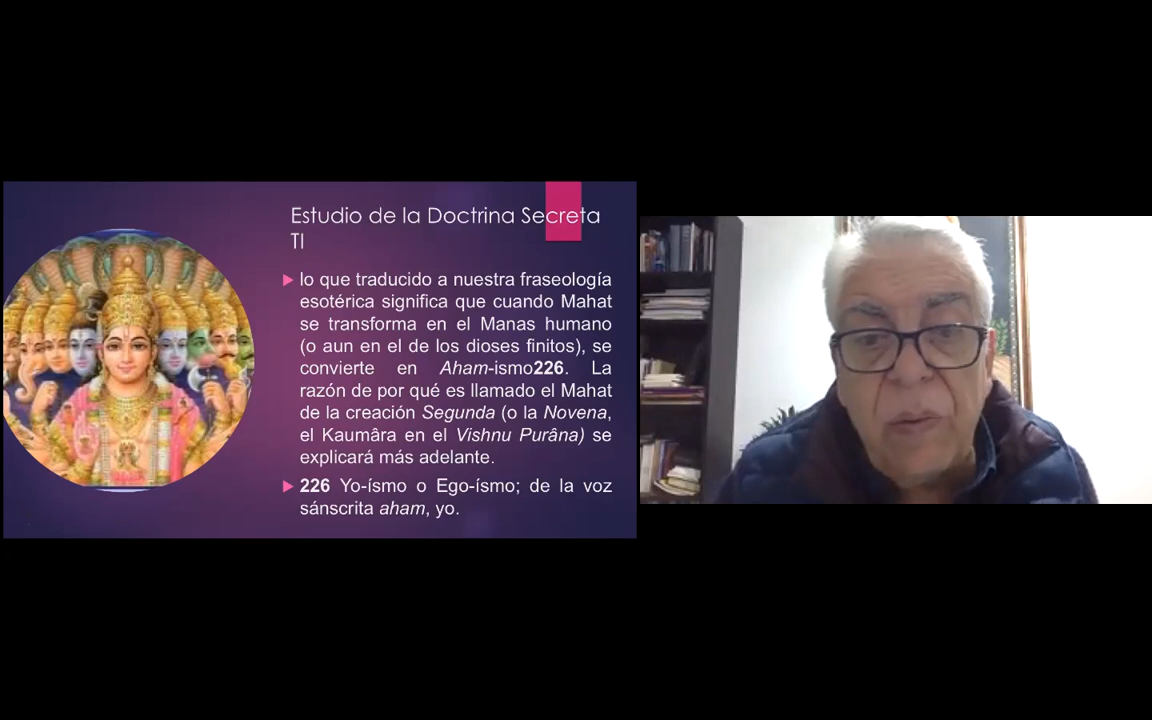 Estudio de la Doctrina Secreta
TI
lo que traducido a nuestra fraseología
esotérica significa que cuando Mahat
se transforma en el Manas humano
(o aun en el de los dioses finitos), se
convierte en Aham-ismo226. La
razón de por qué es llamado el Mahat
de la creación Segunda (o la Novena,
el Kaumâra en el Vishnu Purâna) se
explicará más adelante.
226 Yo-ísmo o Ego-ísmo; de la voz
sánscrita aham, yo.